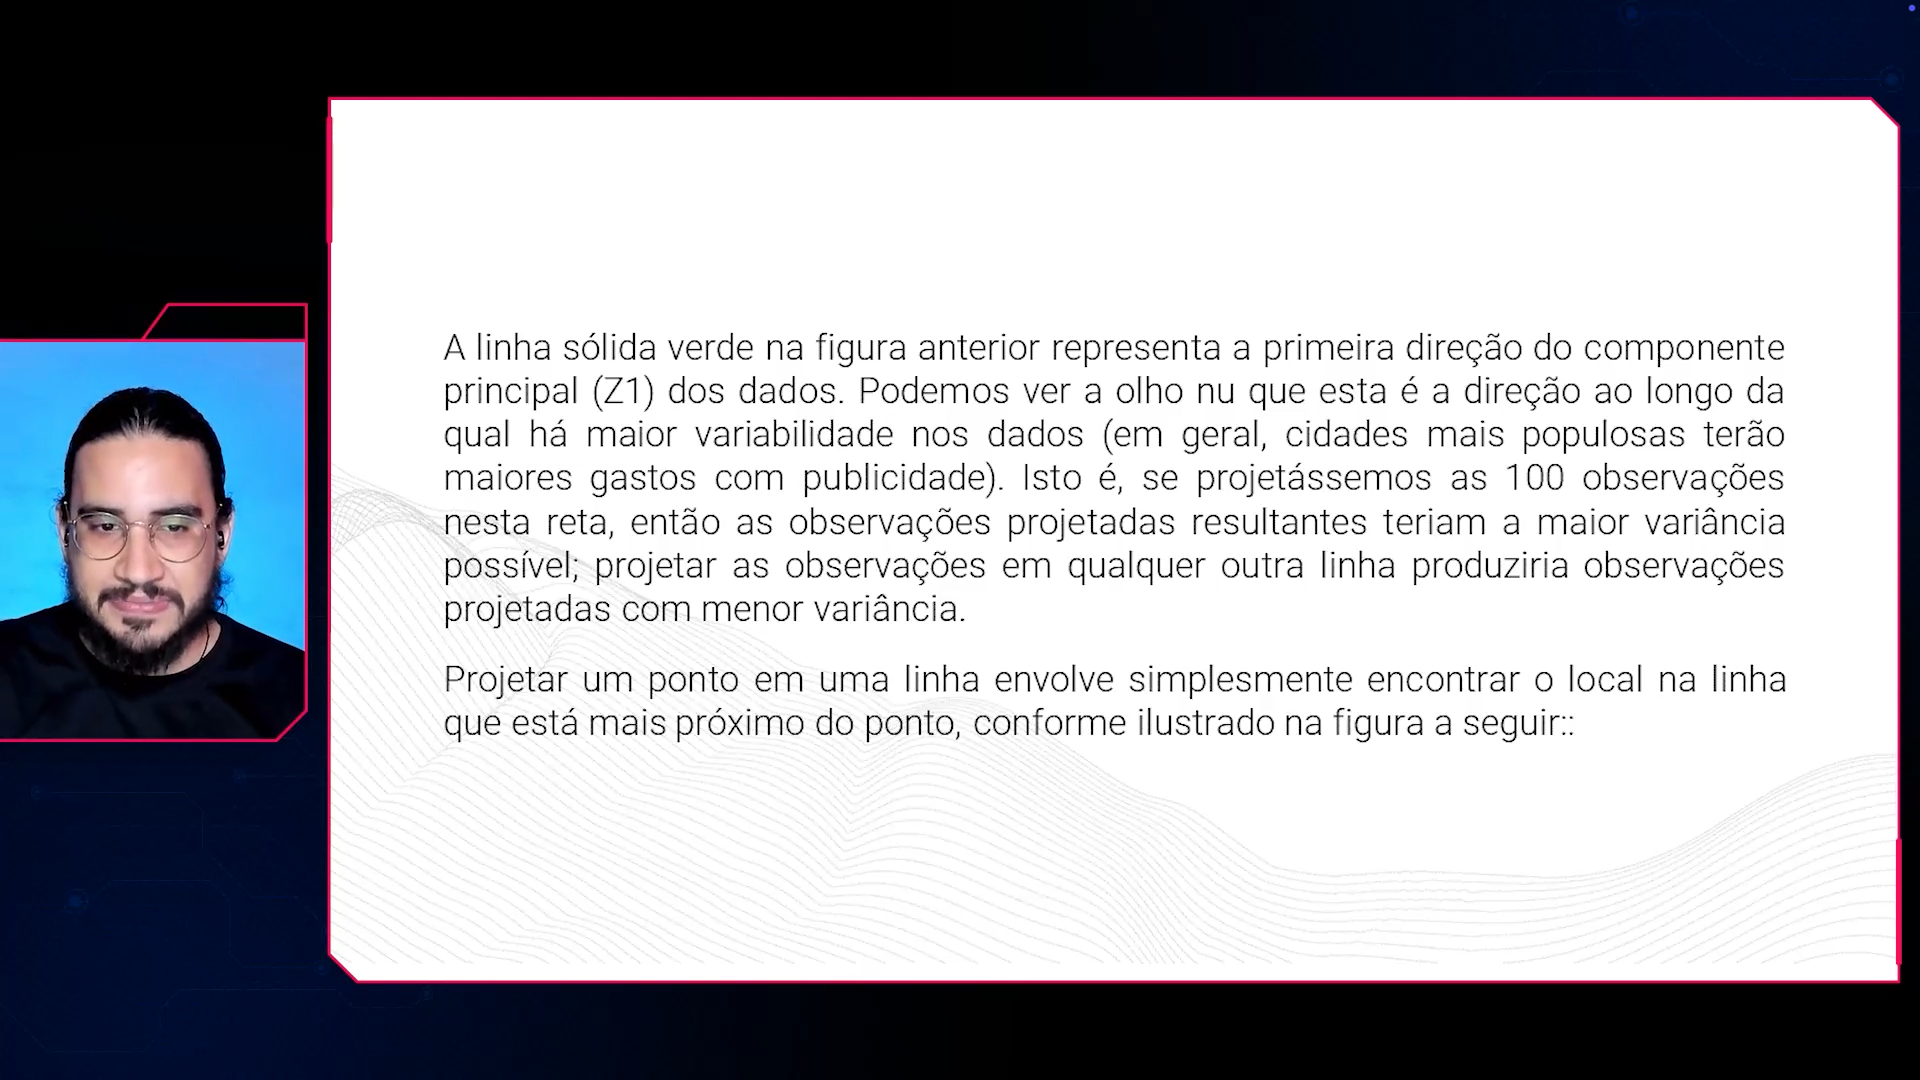 A linha sólida verde na figura anterior representa a primeira direção do componente
principal (Z1) dos dados. Podemos ver a olho nu que esta é a direção ao longo da
qual há maior variabilidade nos dados (em geral, cidades mais populosas terão
maiores gastos com publicidade). Isto é, se projetássemos as 100 observações
nesta reta, então as observações projetadas resultantes teriam a maior variância
possível; projetar as observações em qualquer outra linha produziria observações
projetadas com menor variância.
Projetar um ponto em uma linha envolve simplesmente encontrar o local na linha
que está mais próximo do ponto, conforme ilustrado na figura a seguir::